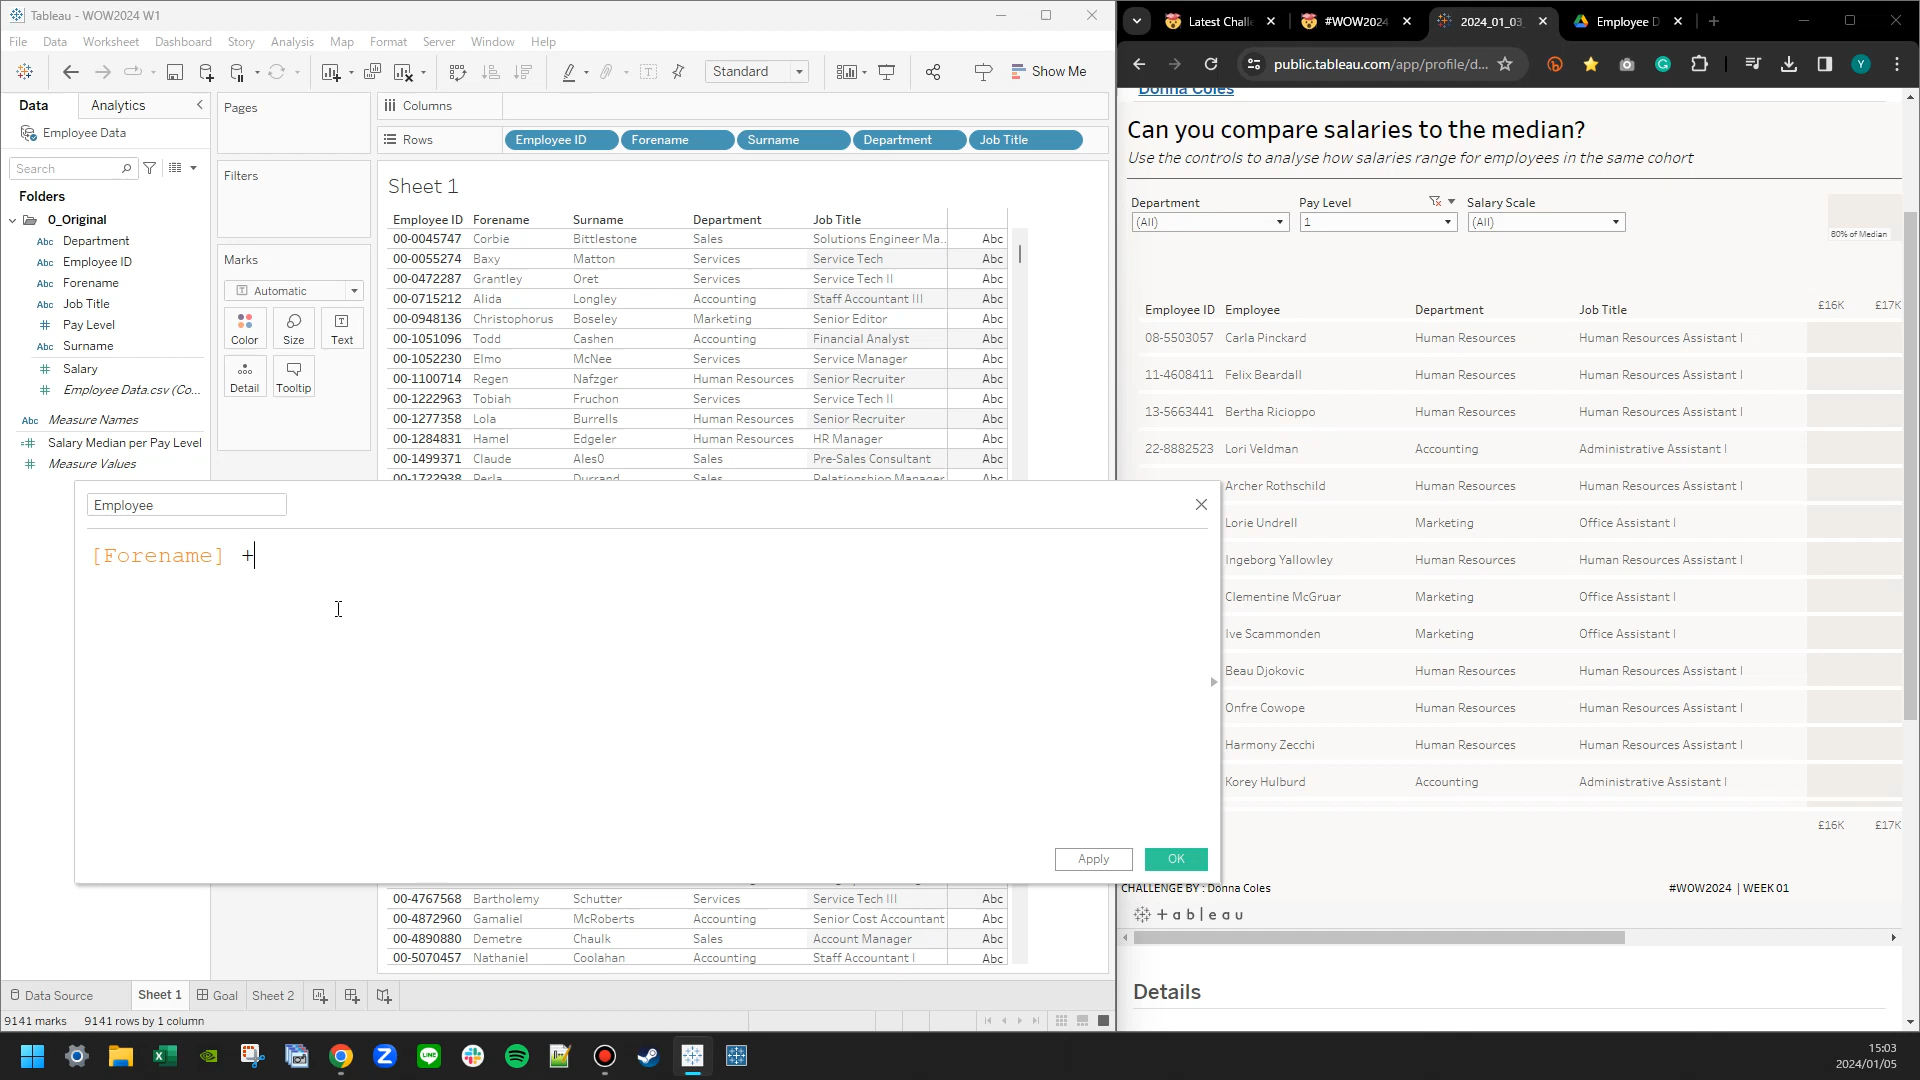 Tableau - WOW2024 W1
File Data Worksheet Dashboard Story Analysis Map Format Server Window Help
Standard
Show Me
Data
Analytics
Employee Data
Search
Folders
0_Original
Abc Department
Abc Employee ID
Abc Forename
Abc Job Title
# Pay Level
Abc Surname
# Salary
# Employee Data.csv (Co...
Abc Measure Names
=# Salary Median per Pay Level
# Measure Values
Pages
Filters
Marks
Automatic
Color
Size
Text
Detail
Tooltip
Columns
Rows
Employee ID
Forename
Surname
Department
Job Title
Sheet 1
Employee ID Forename Surname Department Job Title
00-0045747 Corbie Bittlestone Sales Solutions Engineer Ma.. Abc
00-0055274 Baxy Matton Services Service Tech Abc
00-0472287 Grantley Oret Services Service Tech II Abc
00-0715212 Alida Longley Accounting Staff Accountant III Abc
00-0948136 Christophorus Boseley Marketing Senior Editor Abc
00-1051096 Todd Cashen Accounting Financial Analyst Abc
00-1052230 Elmo McNee Services Service Manager Abc
00-1100714 Regen Nafzger Human Resources Senior Recruiter Abc
00-1222963 Tobiah Fruchon Services Service Tech II Abc
00-1277358 Lola Burrells Human Resources Senior Recruiter Abc
00-1284831 Hamel Edgeler Human Resources HR Manager Abc
00-1499371 Claude Ales0 Sales Pre-Sales Consultant Abc
00-1722938 Perla Durrand Sales Relationship Manager Abc
Employee
[Forename] +
Apply
OK
00-4767568 Bartholemy Schutter Services Service Tech III Abc
00-4872960 Gamaliel McRoberts Accounting Senior Cost Accountant Abc
00-4890880 Demetre Chaulk Sales Account Manager Abc
00-5070457 Nathaniel Coolahan Accounting Staff Accountant I Abc
Data Source
Sheet 1
Goal
Sheet 2
9141 marks 9141 rows by 1 column
Latest Chall
#WOW2024
2024_01_03
Employee D
public.tableau.com/app/profile/d...
Y
Donna Coles
Can you compare salaries to the median?
Use the controls to analyse how salaries range for employees in the same cohort
Department
(All)
Pay Level
1
Salary Scale
(All)
80% of Median
Employee ID Employee Department Job Title £16K £17K
08-5503057 Carla Pinckard Human Resources Human Resources Assistant I
11-4608411 Felix Beardall Human Resources Human Resources Assistant I
13-5663441 Bertha Ricioppo Human Resources Human Resources Assistant I
22-8882523 Lori Veldman Accounting Administrative Assistant I
Archer Rothschild Human Resources Human Resources Assistant I
Lorie Undrell Marketing Office Assistant I
Ingeborg Yallowley Human Resources Human Resources Assistant I
Clementine McGruar Marketing Office Assistant I
Ive Scammonden Marketing Office Assistant I
Beau Djokovic Human Resources Human Resources Assistant I
Onfre Cowope Human Resources Human Resources Assistant I
Harmony Zecchi Human Resources Human Resources Assistant I
Korey Hulburd Accounting Administrative Assistant I
£16K £17K
CHALLENGE BY : Donna Coles
#WOW2024 | WEEK 01
+ableau
Details
15:03
2024/01/05